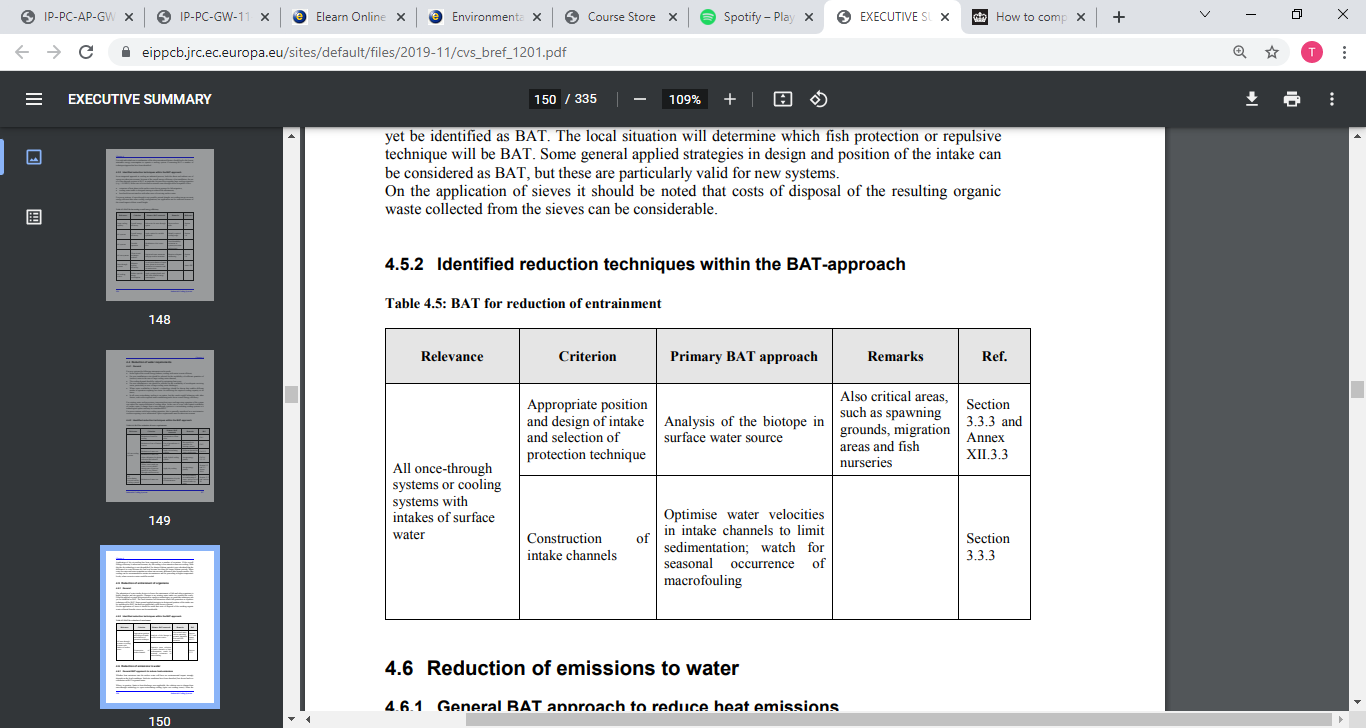 IP-PC-AP-GW
IP-PC-GW-11
Elearn Online
Environmenta
Course Store
Spotify – Play
EXECUTIVE SU
How to comp
eippcb.jrc.ec.europa.eu/sites/default/files/2019-11/cvs_bref_1201.pdf
T
EXECUTIVE SUMMARY
150 / 335
109%
148
149
150
yet be identified as BAT. The local situation will determine which fish protection or repulsive
technique will be BAT. Some general applied strategies in design and position of the intake can
be considered as BAT, but these are particularly valid for new systems.
On the application of sieves it should be noted that costs of disposal of the resulting organic
waste collected from the sieves can be considerable.
4.5.2 Identified reduction techniques within the BAT-approach
Table 4.5: BAT for reduction of entrainment
Relevance Criterion Primary BAT approach Remarks Ref.
All once-through
systems or cooling
systems with
intakes of surface
water
Appropriate position
and design of intake
and selection of
protection technique
Analysis of the biotope in
surface water source
Also critical areas,
such as spawning
grounds, migration
areas and fish
nurseries
Section
3.3.3 and
Annex
XII.3.3
Construction of
intake channels
Optimise water velocities
in intake channels to limit
sedimentation; watch for
seasonal occurrence of
macrofouling
Section
3.3.3
4.6 Reduction of emissions to water
4.6.1 General BAT approach to reduce heat emissions